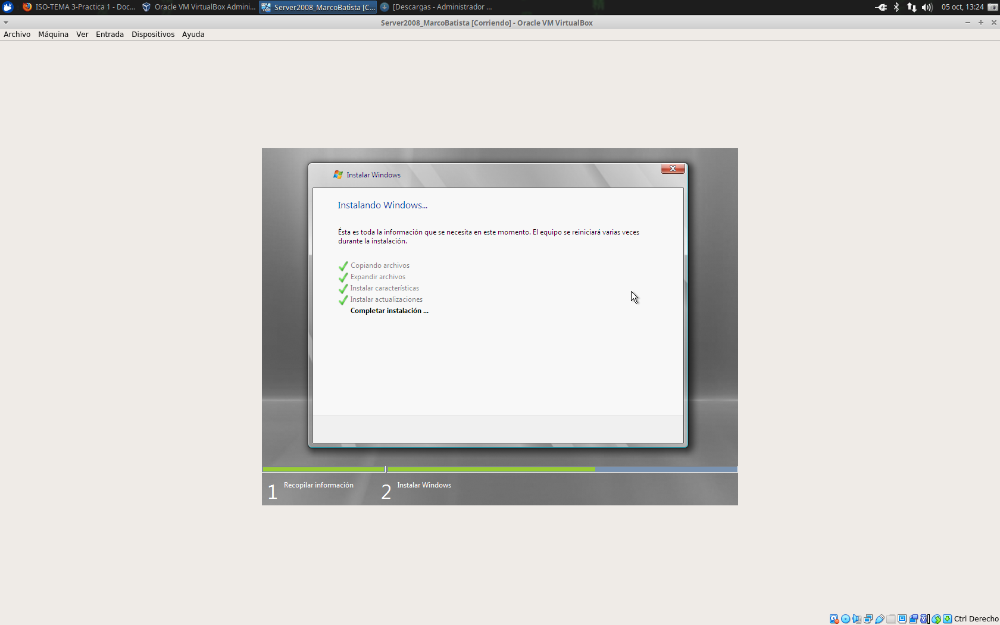 ISO-TEMA 3-Practica 1 - Doc...
Oracle VM VirtualBox Admini...
Server2008_MarcoBatista [C...
[Descargas - Administrador ...
05 oct, 13:24
Server2008_MarcoBatista [Corriendo] - Oracle VM VirtualBox
Archivo Máquina Ver Entrada Dispositivos Ayuda
Instalar Windows
Instalando Windows...
Ésta es toda la información que se necesita en este momento. El equipo se reiniciará varias veces
durante la instalación.
Copiando archivos
Expandir archivos
Instalar características
Instalar actualizaciones
Completar instalación ...
1 Recopilar información
2 Instalar Windows
Ctrl Derecho